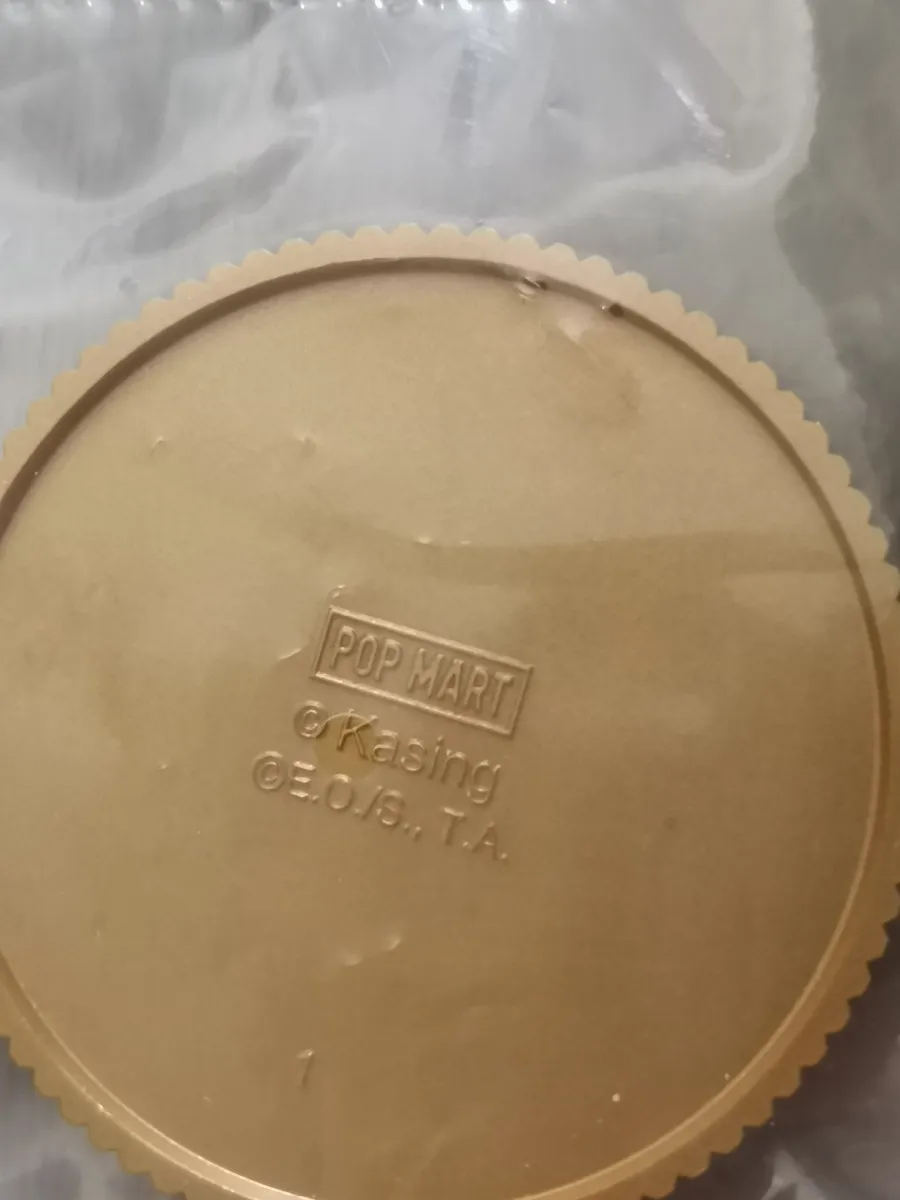 POP MART
© Kasing
©E.O./S., T.A.
1